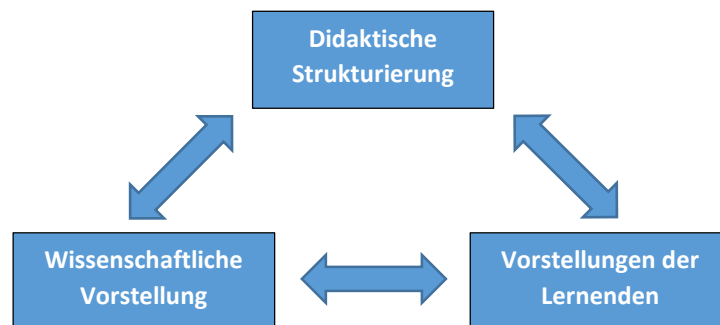 Didaktische
Strukturierung
Wissenschaftliche
Vorstellung
Vorstellungen der
Lernenden